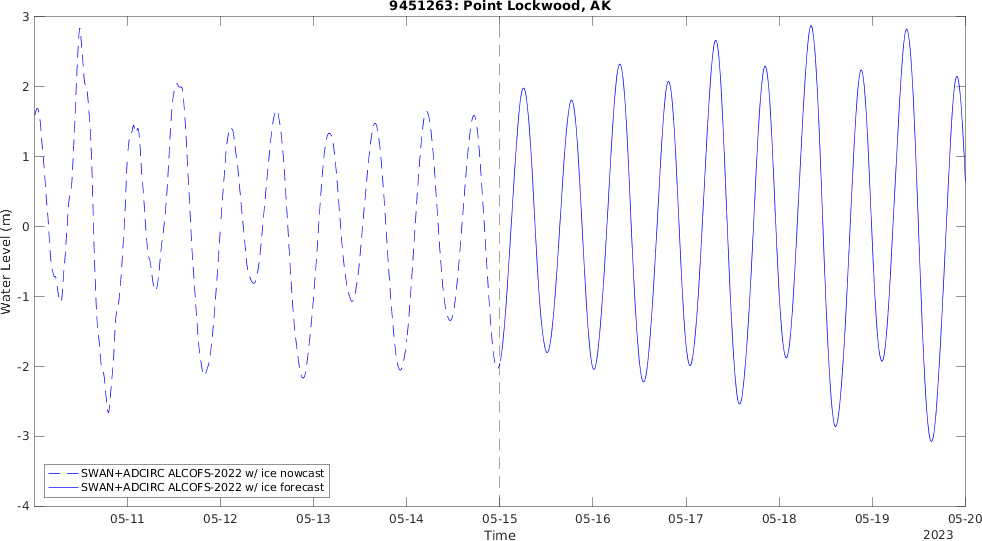 9451263: Point Lockwood, AK
Water Level (m)
3
2
1
0
-1
-2
-3
-4
SWAN+ADCIRC ALCOFS-2022 w/ ice nowcast
SWAN+ADCIRC ALCOFS-2022 w/ ice forecast
05-11 05-12 05-13 05-14 05-15 05-16 05-17 05-18 05-19 05-20
Time
2023